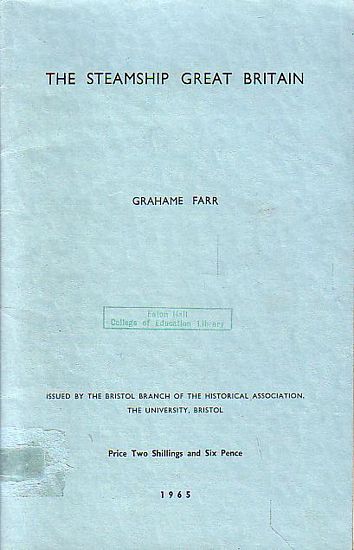 THE STEAMSHIP GREAT BRITAIN
GRAHAME FARR
Eaton Hall
College of Education Library
ISSUED BY THE BRISTOL BRANCH OF THE HISTORICAL ASSOCIATION,
THE UNIVERSITY, BRISTOL
Price Two Shillings and Six Pence
1965